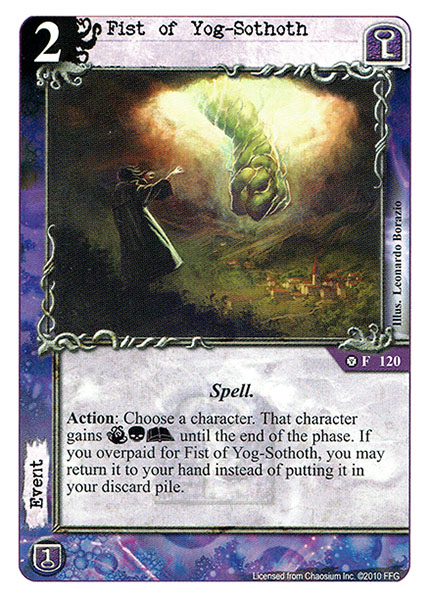 2
Fist of Yog-Sothoth
Illus. Leonardo Borazio
F 120
Spell.
Action: Choose a character. That character
gains until the end of the phase. If
you overpaid for Fist of Yog-Sothoth, you may
return it to your hand instead of putting it in
your discard pile.
Event
1
Licensed from Chaosium Inc. ©2010 FFG